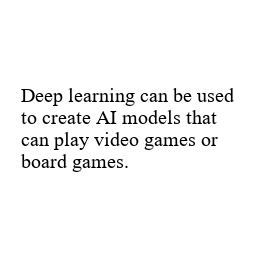 Deep learning can be used
to create AI models that
can play video games or
board games.